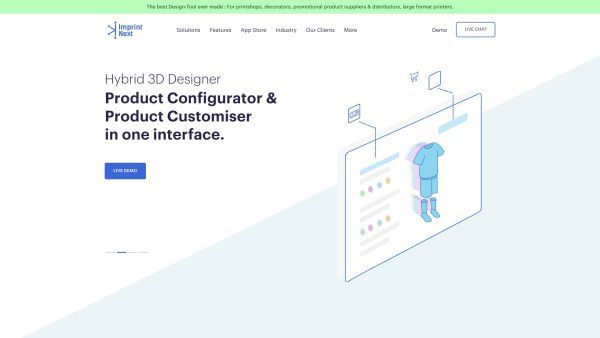 The best Design-Tool ever made : For printshops, decorators, promotional product suppliers & distributors, large format printers.
Imprint
Next
Solutions
Features
App Store
Industry
Our Clients
More
Demo
LIVE CHAT
Hybrid 3D Designer
Product Configurator &
Product Customiser
in one interface.
LIVE DEMO